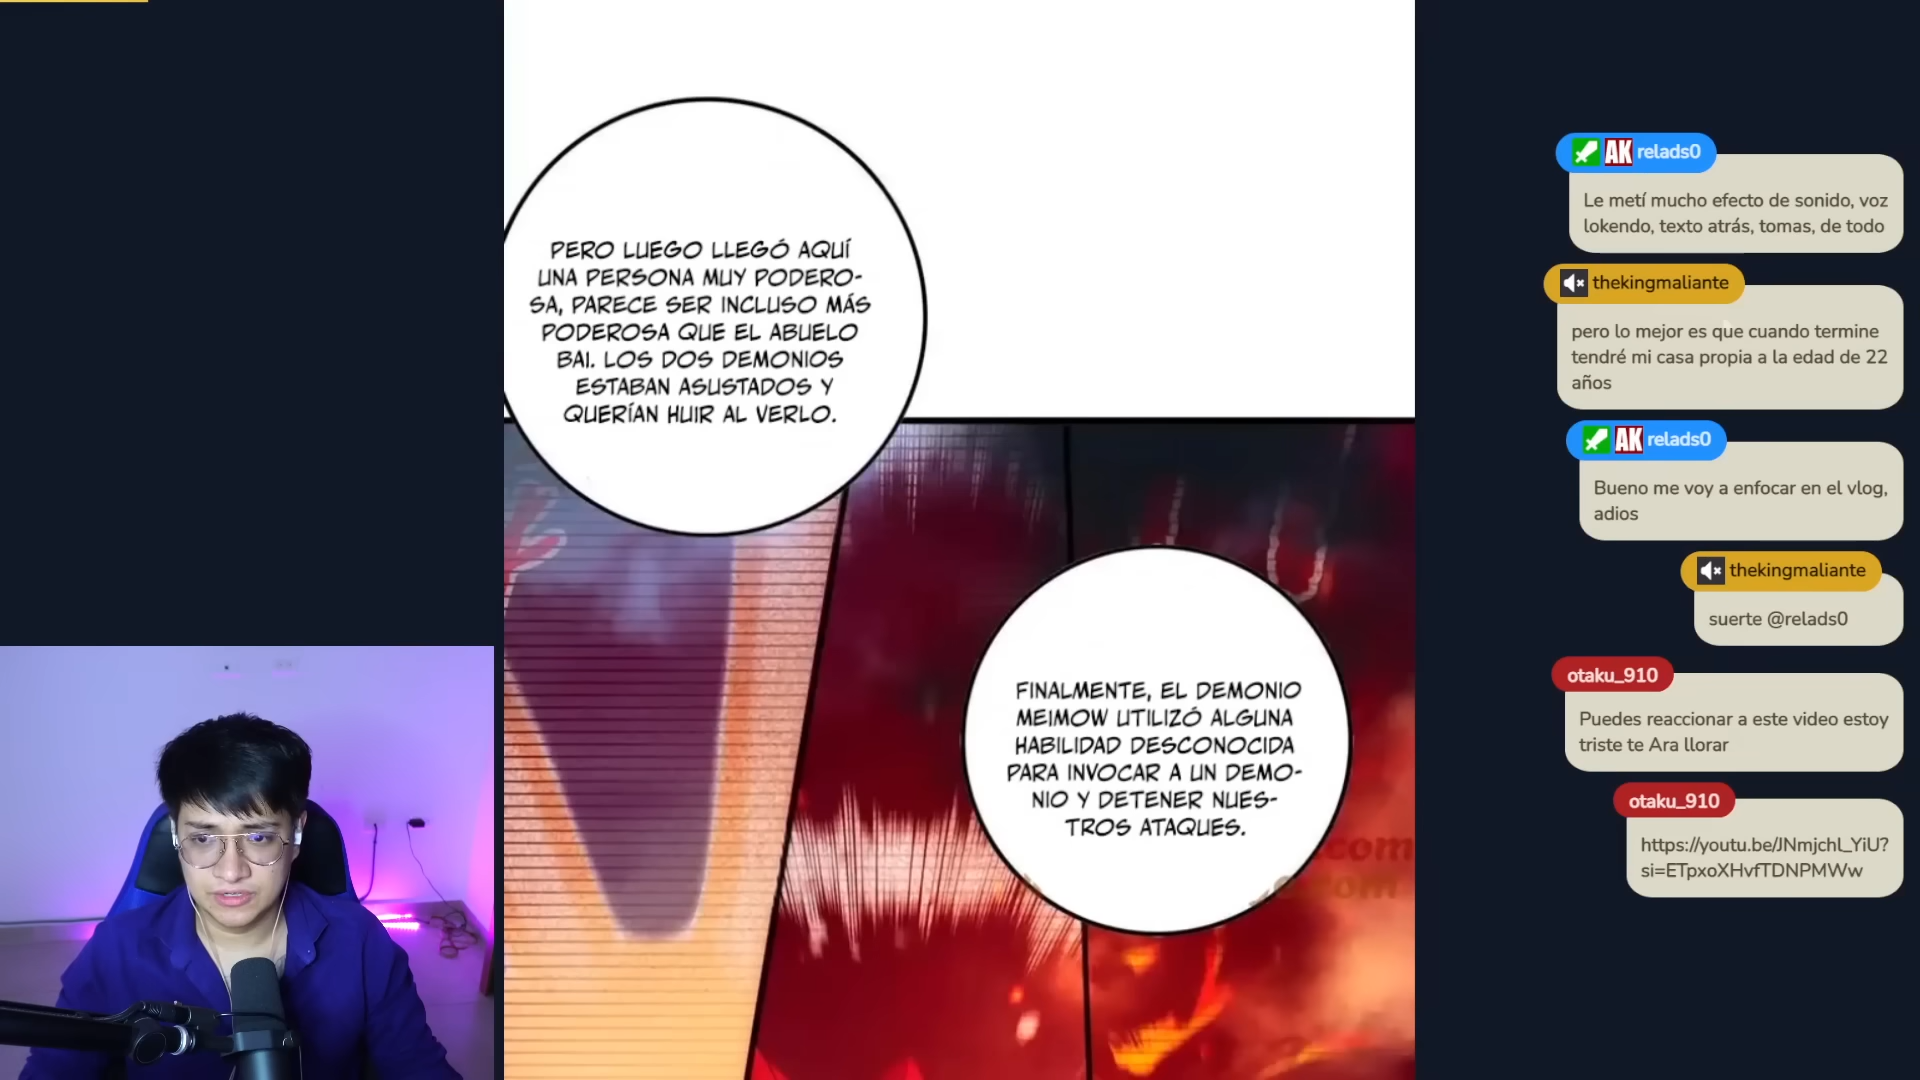 PERO LUEGO LLEGÓ AQUÍ
UNA PERSONA MUY PODERO-
SA, PARECE SER INCLUSO MÁS
PODEROSA QUE EL ABUELO
BAI. LOS DOS DEMONIOS
ESTABAN ASUSTADOS Y
QUERÍAN HUIR AL VERLO.
FINALMENTE, EL DEMONIO
MEIMOW UTILIZÓ ALGUNA
HABILIDAD DESCONOCIDA
PARA INVOCAR A UN DEMO-
NIO Y DETENER NUES-
TROS ATAQUES.
.com
.com
AK relads0
Le metí mucho efecto de sonido, voz
lokendo, texto atrás, tomas, de todo
thekingmaliante
pero lo mejor es que cuando termine
tendré mi casa propia a la edad de 22
años
AK relads0
Bueno me voy a enfocar en el vlog,
adios
thekingmaliante
suerte @relads0
otaku_910
Puedes reaccionar a este video estoy
triste te Ara llorar
otaku_910
https://youtu.be/JNmjchl_YiU?
si=ETpxoXHvfTDNPMWw